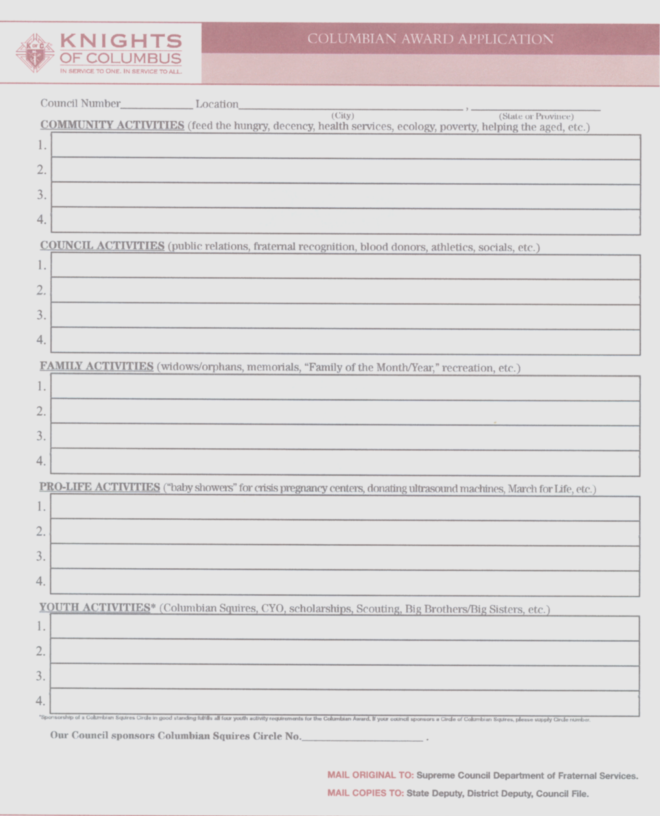 KNIGHTS
OF COLUMBUS
IN SERVICE TO ONE. IN SERVICE TO ALL.
COLUMBIAN AWARD APPLICATION
Council Number____________ Location______________________________________ , ______________________
(City) (State or Province)
COMMUNITY ACTIVITIES (feed the hungry, decency, health services, ecology, poverty, helping the aged, etc.)
1.
2.
3.
4.
COUNCIL ACTIVITIES (public relations, fraternal recognition, blood donors, athletics, socials, etc.)
1.
2.
3.
4.
FAMILY ACTIVITIES (widows/orphans, memorials, "Family of the Month/Year," recreation, etc.)
1.
2.
3.
4.
PRO-LIFE ACTIVITIES ("baby showers" for crisis pregnancy centers, donating ultrasound machines, March for Life, etc.)
1.
2.
3.
4.
YOUTH ACTIVITIES* (Columbian Squires, CYO, scholarships, Scouting, Big Brothers/Big Sisters, etc.)
1.
2.
3.
4.
*Sponsorship of a Columbian Squires Circle in good standing fulfills all four youth activity requirements for the Columbian Award. If your council sponsors a Circle of Columbian Squires, please supply Circle number.
Our Council sponsors Columbian Squires Circle No.____________________ .
MAIL ORIGINAL TO: Supreme Council Department of Fraternal Services.
MAIL COPIES TO: State Deputy, District Deputy, Council File.